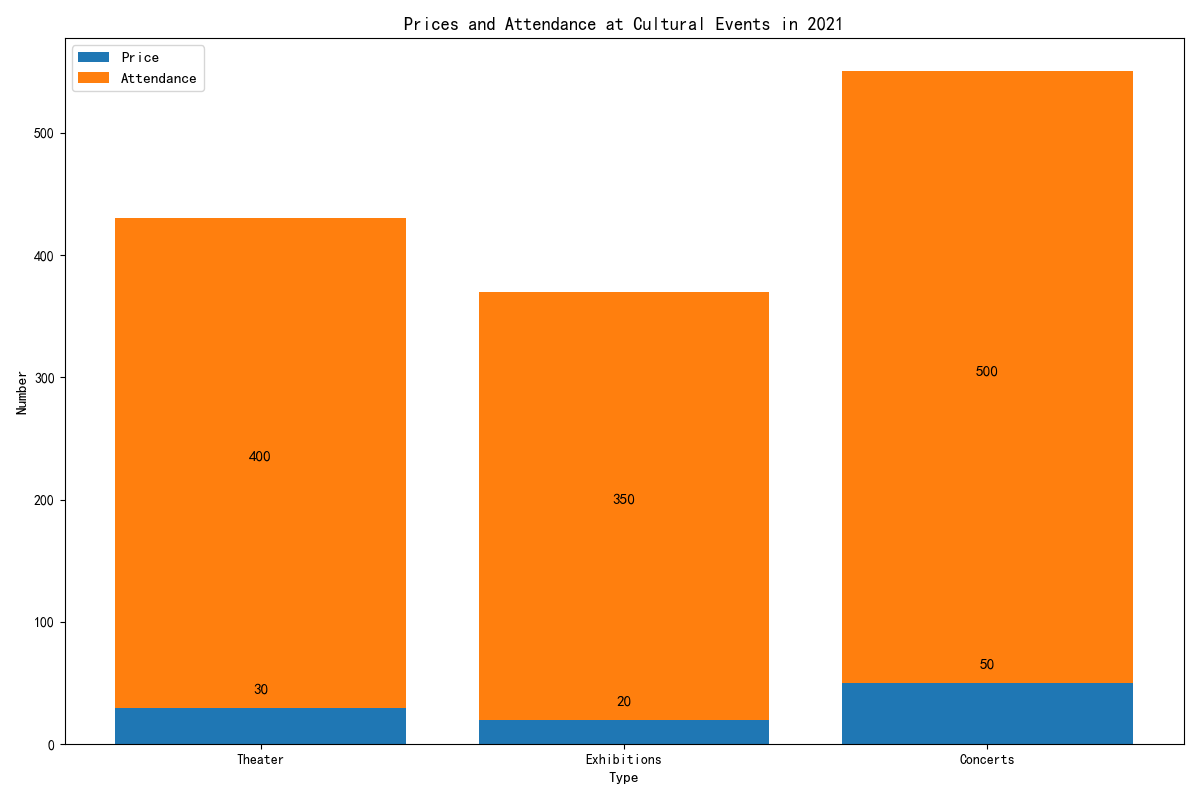 Prices and Attendance at Cultural Events in 2021
Price
Attendance
Number
500
400
300
200
100
0
400
30
350
20
500
50
Theater
Exhibitions
Concerts
Type